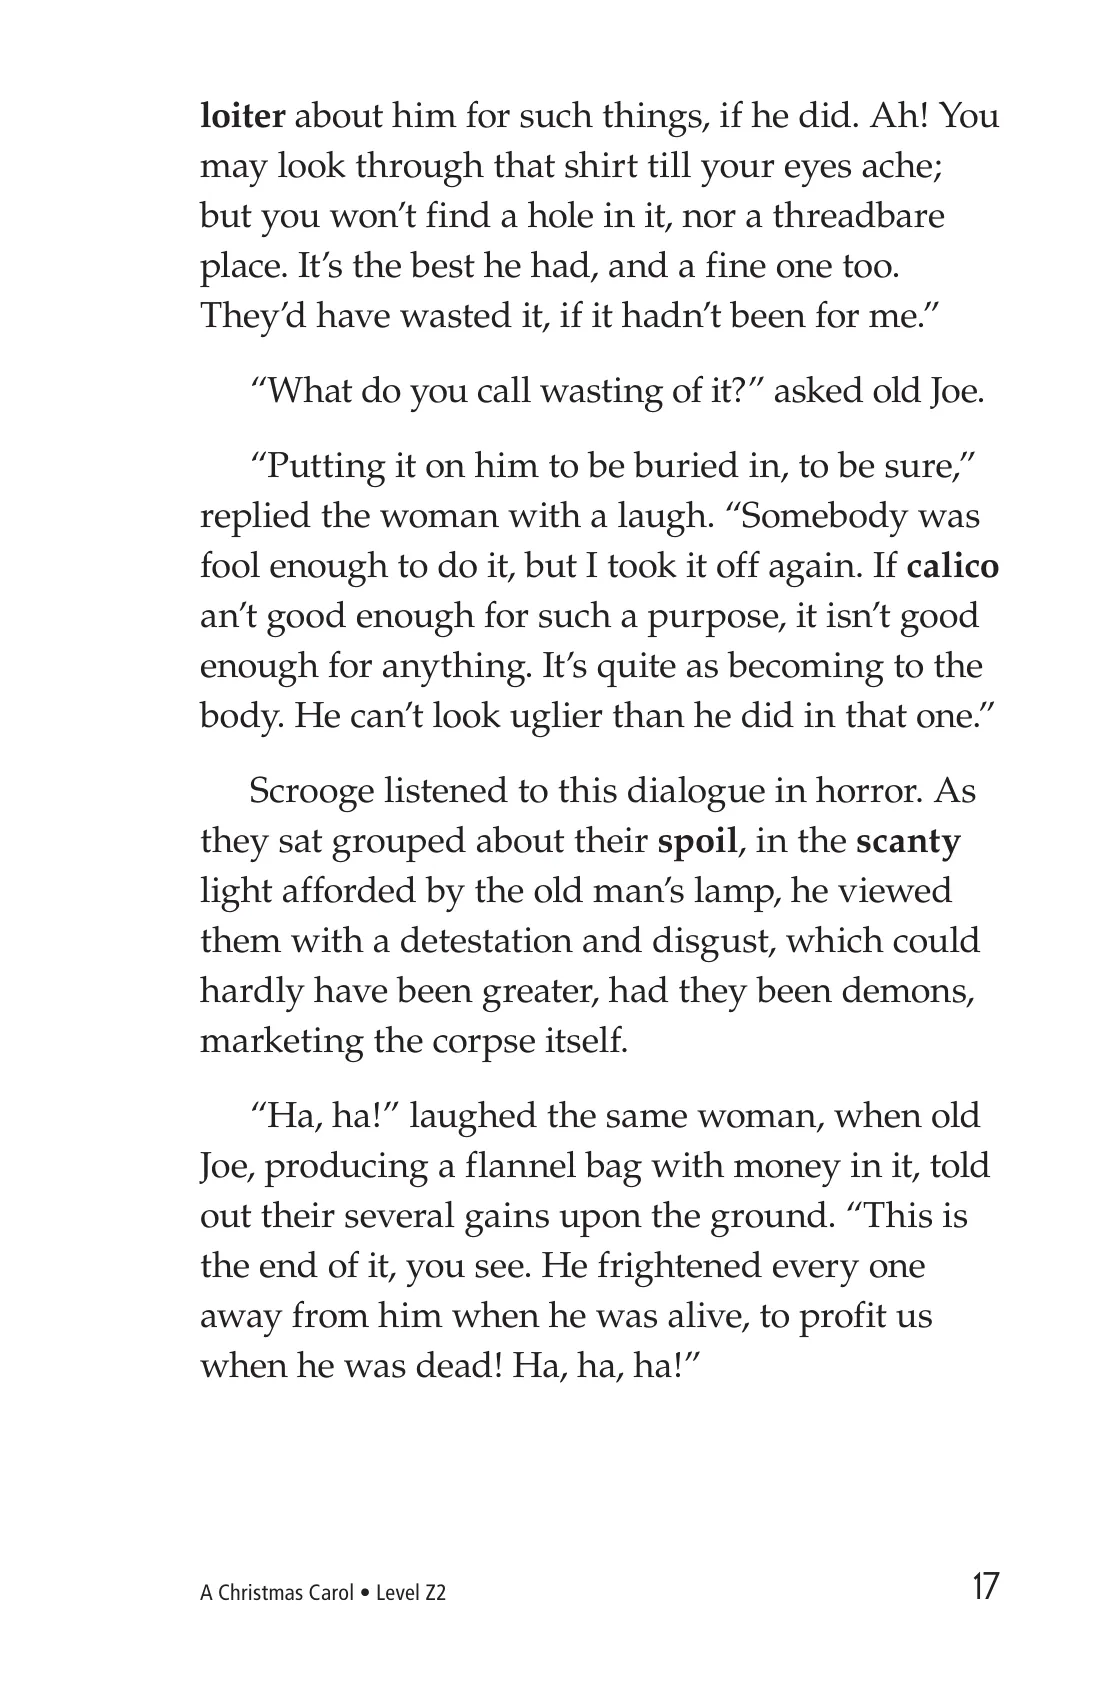 loiter about him for such things, if he did. Ah! You
may look through that shirt till your eyes ache;
but you won’t find a hole in it, nor a threadbare
place. It’s the best he had, and a fine one too.
They’d have wasted it, if it hadn’t been for me.”
“What do you call wasting of it?” asked old Joe.
“Putting it on him to be buried in, to be sure,”
replied the woman with a laugh. “Somebody was
fool enough to do it, but I took it off again. If calico
an’t good enough for such a purpose, it isn’t good
enough for anything. It’s quite as becoming to the
body. He can’t look uglier than he did in that one.”
Scrooge listened to this dialogue in horror. As
they sat grouped about their spoil, in the scanty
light afforded by the old man’s lamp, he viewed
them with a detestation and disgust, which could
hardly have been greater, had they been demons,
marketing the corpse itself.
“Ha, ha!” laughed the same woman, when old
Joe, producing a flannel bag with money in it, told
out their several gains upon the ground. “This is
the end of it, you see. He frightened every one
away from him when he was alive, to profit us
when he was dead! Ha, ha, ha!”
A Christmas Carol • Level Z2
17